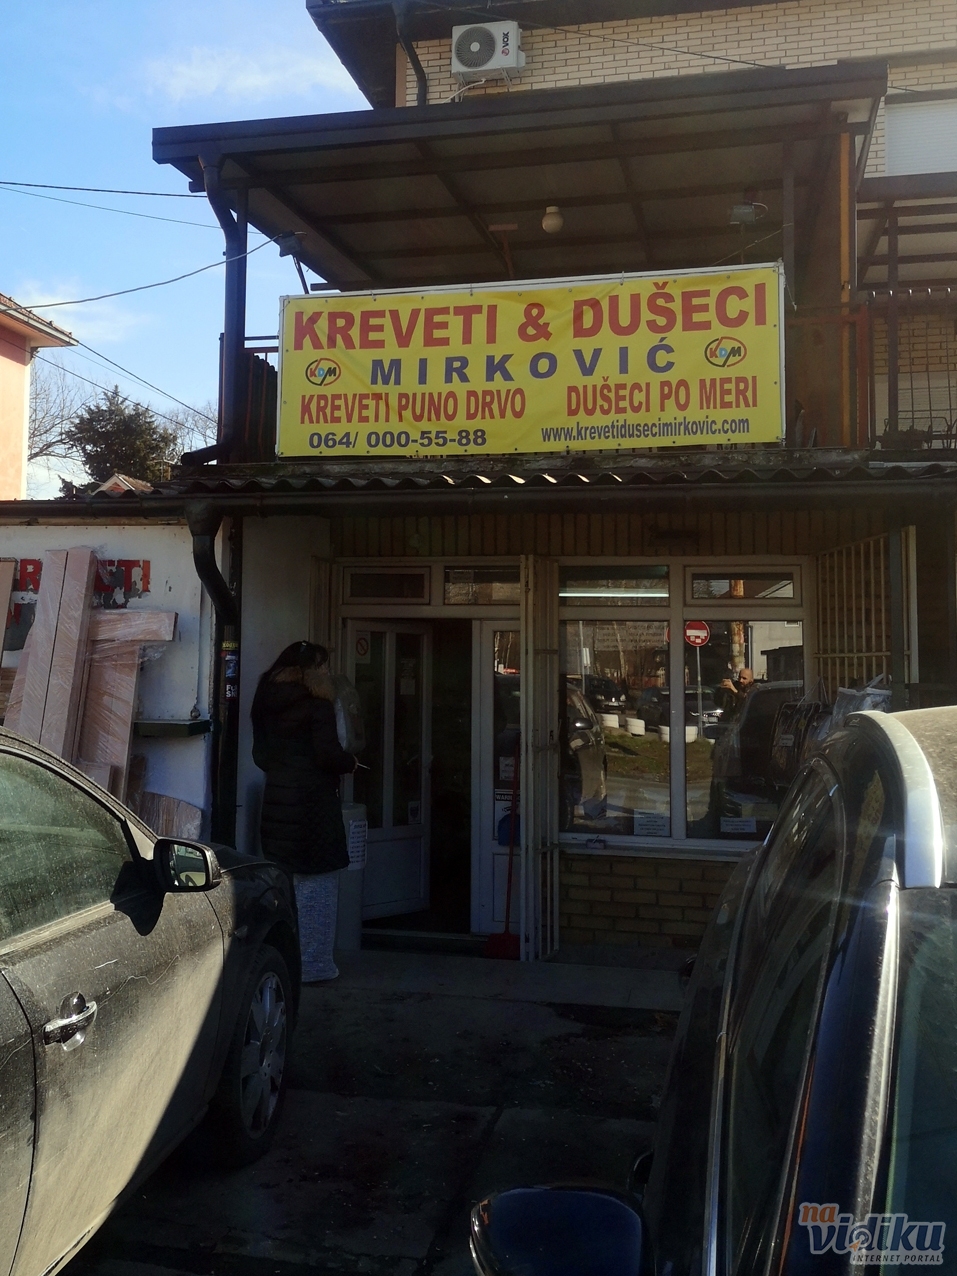 VOX
KREVETI & DUŠECI
KDM MIRKOVIĆ KDM
KREVETI PUNO DRVO DUŠECI PO MERI
064/ 000-55-88 www.krevetidusecimirkovic.com
na
vidiku
INTERNET PORTAL